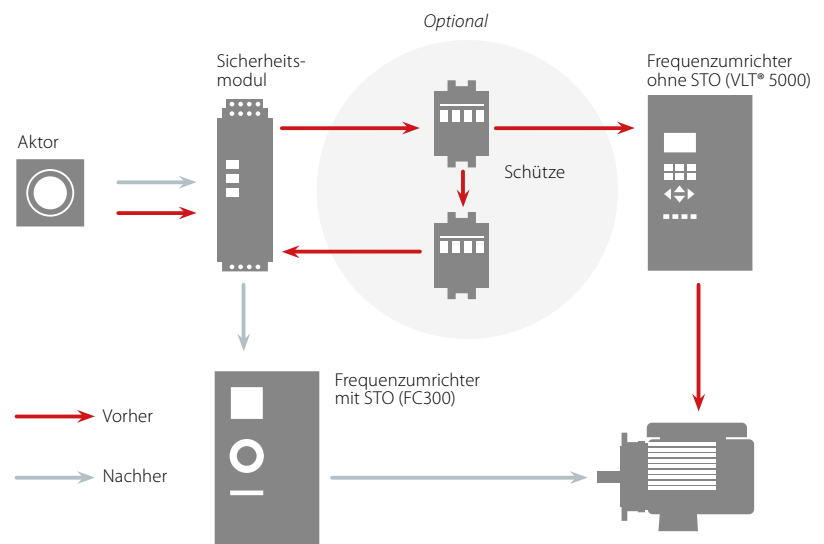 Optional
Sicherheits-
modul
Frequenzumrichter
ohne STO (VLT® 5000)
Aktor
Schütze
Frequenzumrichter
mit STO (FC300)
Vorher
Nachher